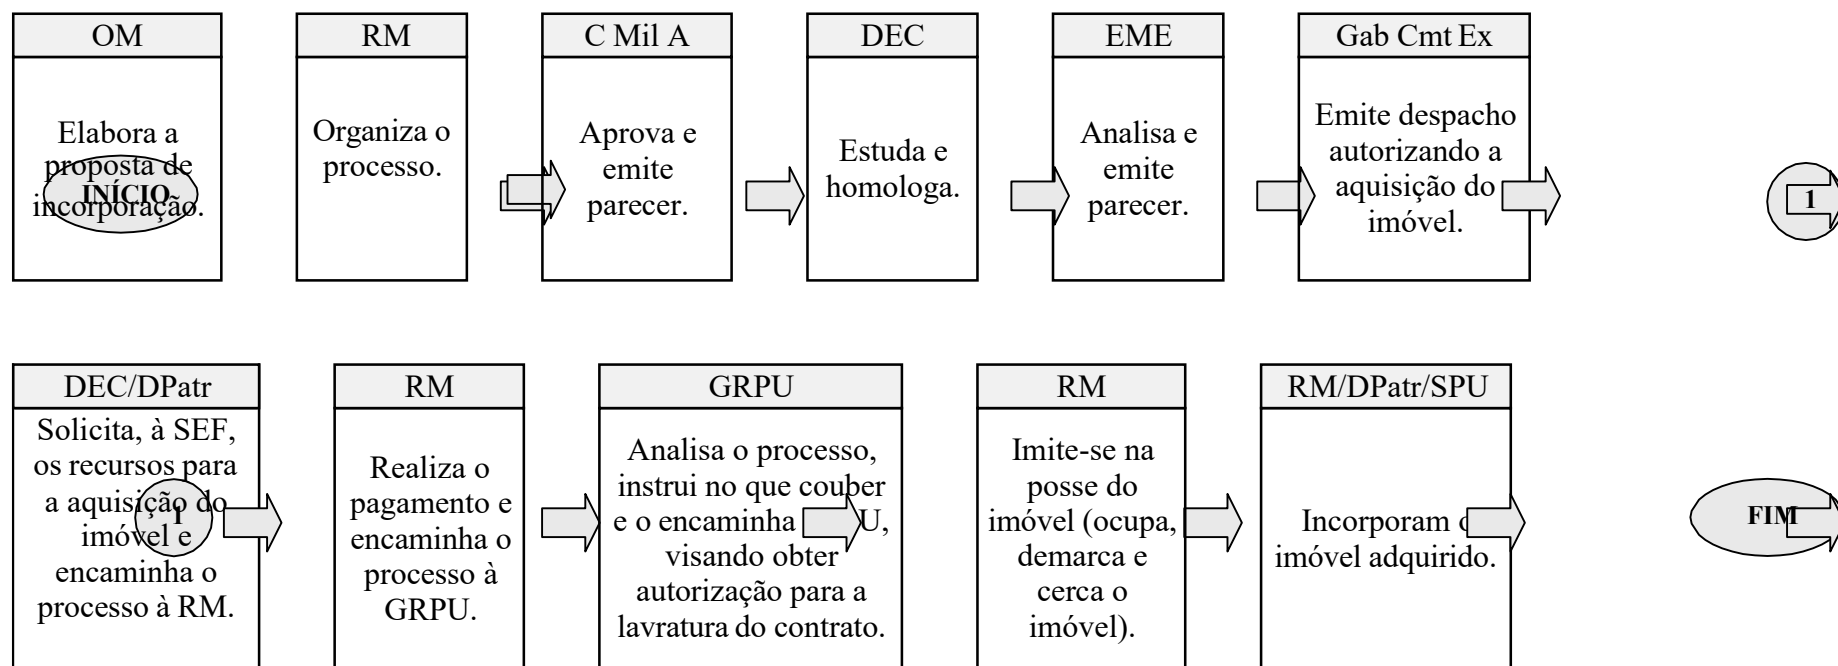 OM
Elabora a
proposta de
incorporação.
INÍCIO
RM
Organiza o
processo.
C Mil A
Aprova e
emite
parecer.
DEC
Estuda e
homologa.
EME
Analisa e
emite
parecer.
Gab Cmt Ex
Emite despacho
autorizando a
aquisição do
imóvel.
1
DEC/DPatr
Solicita, à SEF,
os recursos para
a aquisição do
imóvel e
encaminha o
processo à RM.
1
RM
Realiza o
pagamento e
encaminha o
processo à
GRPU.
GRPU
Analisa o processo,
instrui no que couber
e o encaminha
visando obter
autorização para a
lavratura do contrato.
RM
Imite-se na
posse do
imóvel (ocupa,
demarca e
cerca o
imóvel).
RM/DPatr/SPU
Incorporam
imóvel adquirido.
FIM